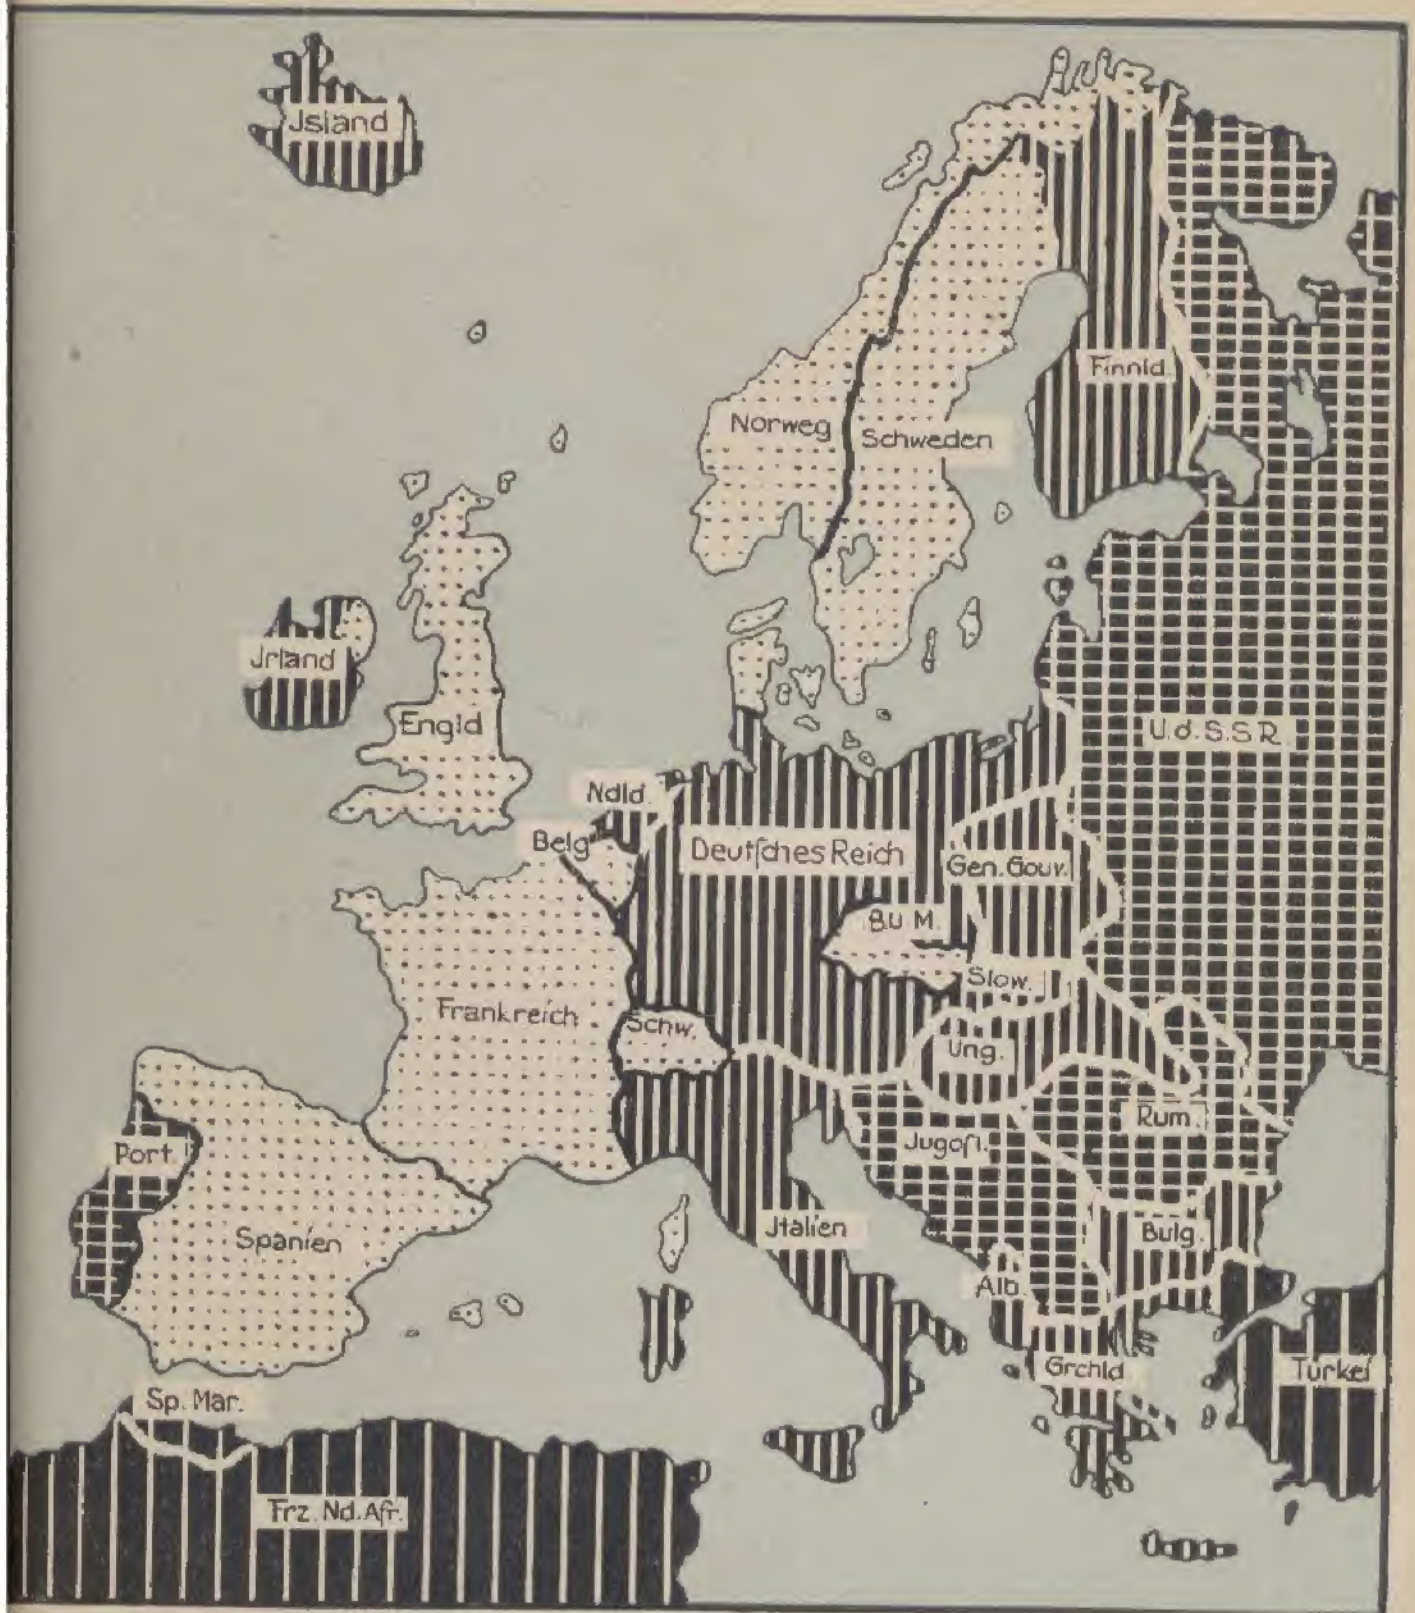 Jsland
Finnld.
Norweg
Schweden
Jrland
Engld
U.d.S.S.R.
Ndld.
Belg
Deutſches Reich
Gen. Gouv.
B.u M.
Slow.
Frankreich
Schw.
Ung.
Rum.
Port.
Jugoſl.
Spanien
Jtalien
Bulg.
Alb.
Grchld
Türkei
Sp. Mar.
Frz. Nd. Afr.